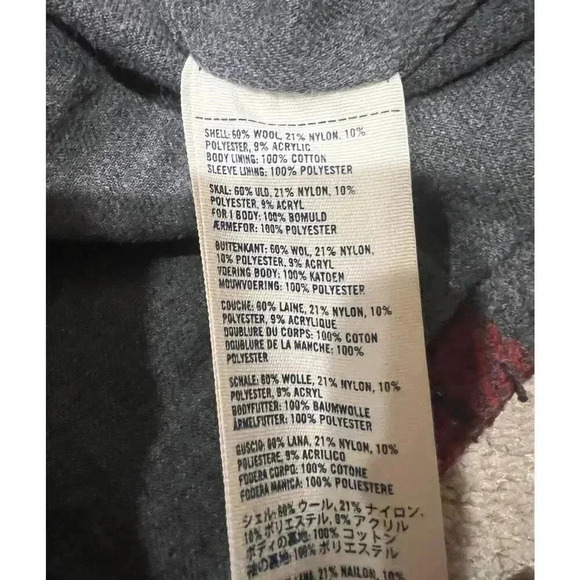 SHELL: 60% WOOL, 21% NYLON, 10%
POLYESTER, 9% ACRYLIC
BODY LINING: 100% COTTON
SLEEVE LINING: 100% POLYESTER
SKAL: 60% ULD, 21% NYLON, 10%
POLYESTER, 9% ACRYL
FOR I BODY: 100% BOMULD
ÆRMEFOR: 100% POLYESTER
BUITENKANT: 60% WOL, 21% NYLON,
10% POLYESTER, 9% ACRYL
VOERING BODY: 100% KATOEN
MOUWVOERING: 100% POLYESTER
COUCHE: 60% LAINE, 21% NYLON, 10%
POLYESTER, 9% ACRYLIQUE
DOUBLURE DU CORPS: 100% COTON
DOUBLURE DE LA MANCHE: 100%
POLYESTER
SCHALE: 60% WOLLE, 21% NYLON, 10%
POLYESTER, 9% ACRYL
BODYFUTTER: 100% BAUMWOLLE
ÄRMELFUTTER: 100% POLYESTER
GUSCIO: 60% LANA, 21% NYLON, 10%
POLIESTERE, 9% ACRILICO
FODERA CORPO: 100% COTONE
FODERA MANICA: 100% POLIESTERE
シェル: 60% ウール, 21% ナイロン,
10% ポリエステル, 9% アクリル
ボディの裏地: 100% コットン
袖の裏地: 100% ポリエステル
LANA, 21% NAILON, 10%